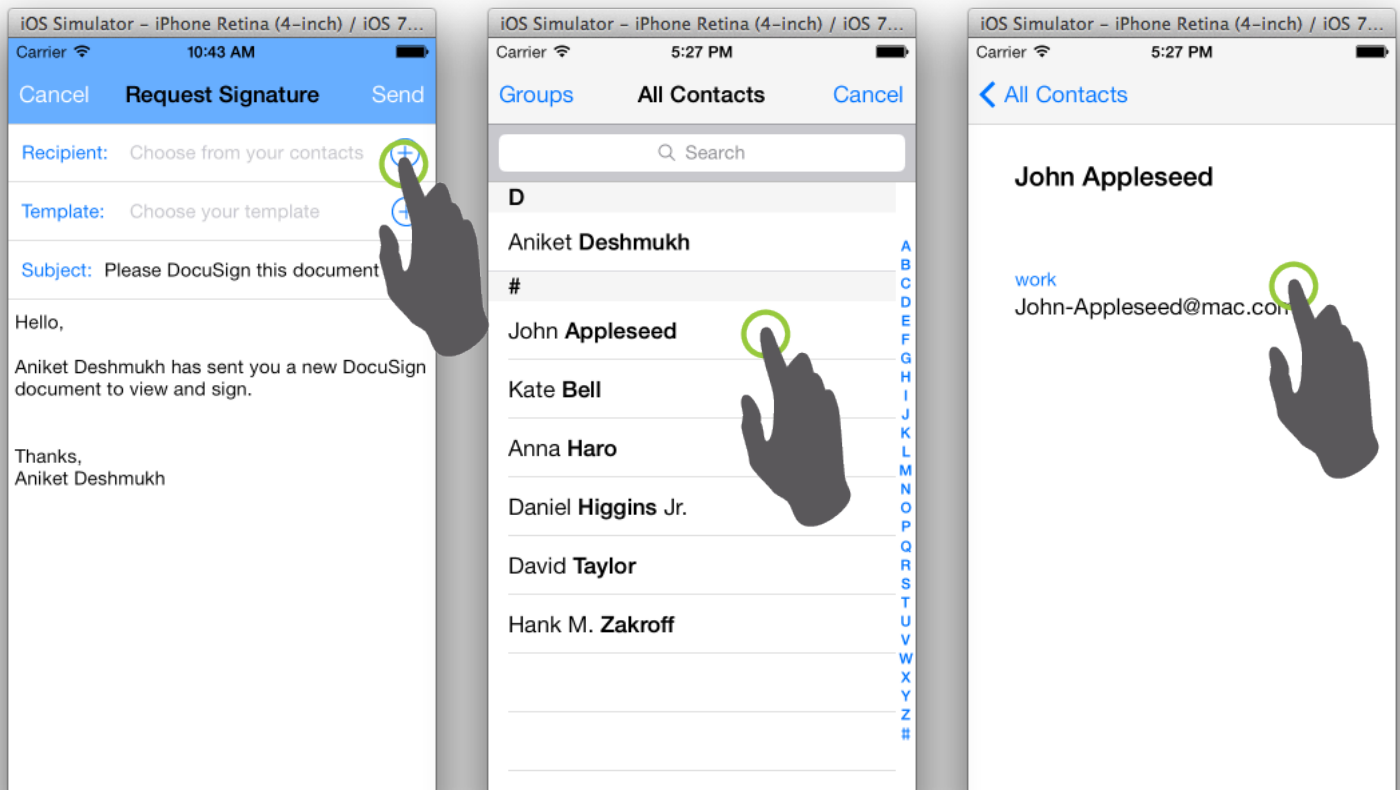 iOS Simulator – iPhone Retina (4-inch) / iOS 7...
Carrier 10:43 AM
Cancel Request Signature Send
Recipient: Choose from your contacts
Template: Choose your template
Subject: Please DocuSign this document
Hello,
Aniket Deshmukh has sent you a new DocuSign
document to view and sign.
Thanks,
Aniket Deshmukh
iOS Simulator – iPhone Retina (4-inch) / iOS 7...
Carrier 5:27 PM
Groups All Contacts Cancel
Search
D
Aniket Deshmukh
#
John Appleseed
Kate Bell
Anna Haro
Daniel Higgins Jr.
David Taylor
Hank M. Zakroff
A
B
C
D
E
F
G
H
I
J
K
L
M
N
O
P
Q
R
S
T
U
V
W
X
Y
Z
#
iOS Simulator – iPhone Retina (4-inch) / iOS 7...
Carrier 5:27 PM
All Contacts
John Appleseed
work
John-Appleseed@mac.com